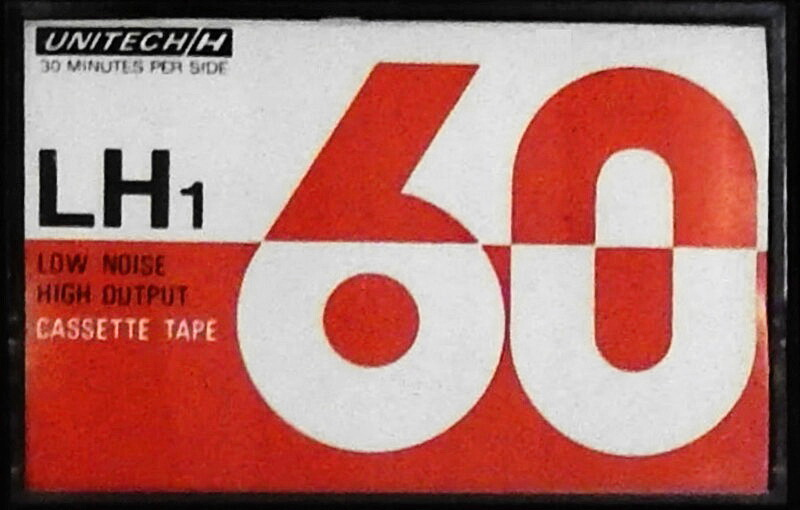 UNITECH/H
30 MINUTES PER SIDE
LH1
60
LOW NOISE
HIGH OUTPUT
CASSETTE TAPE